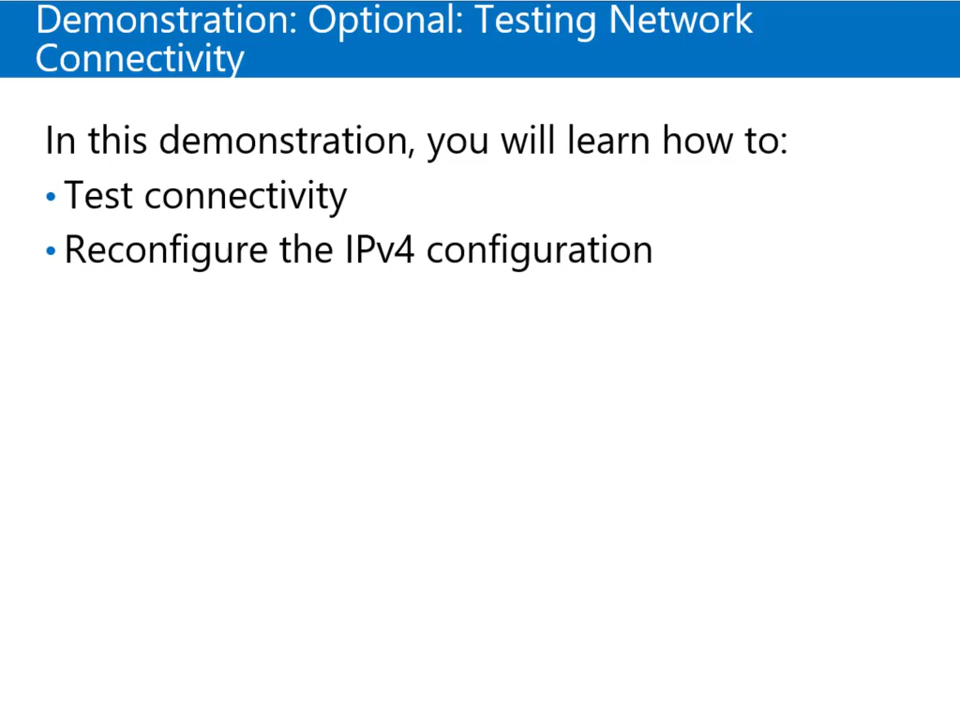 Demonstration: Optional: Testing Network
Connectivity
In this demonstration, you will learn how to:
• Test connectivity
• Reconfigure the IPv4 configuration